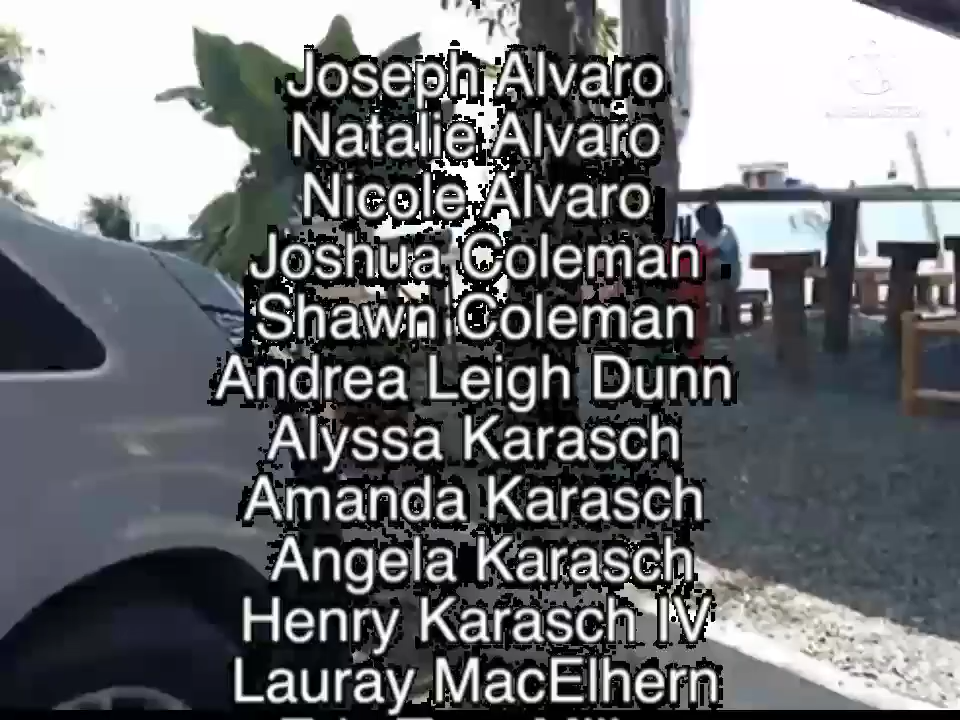 Joseph Alvaro
Natalie Alvaro
Nicole Alvaro
Joshua Coleman
Shawn Coleman
Andrea Leigh Dunn
Alyssa Karasch
Amanda Karasch
Angela Karasch
Henry Karasch IV
Lauray MacElhern